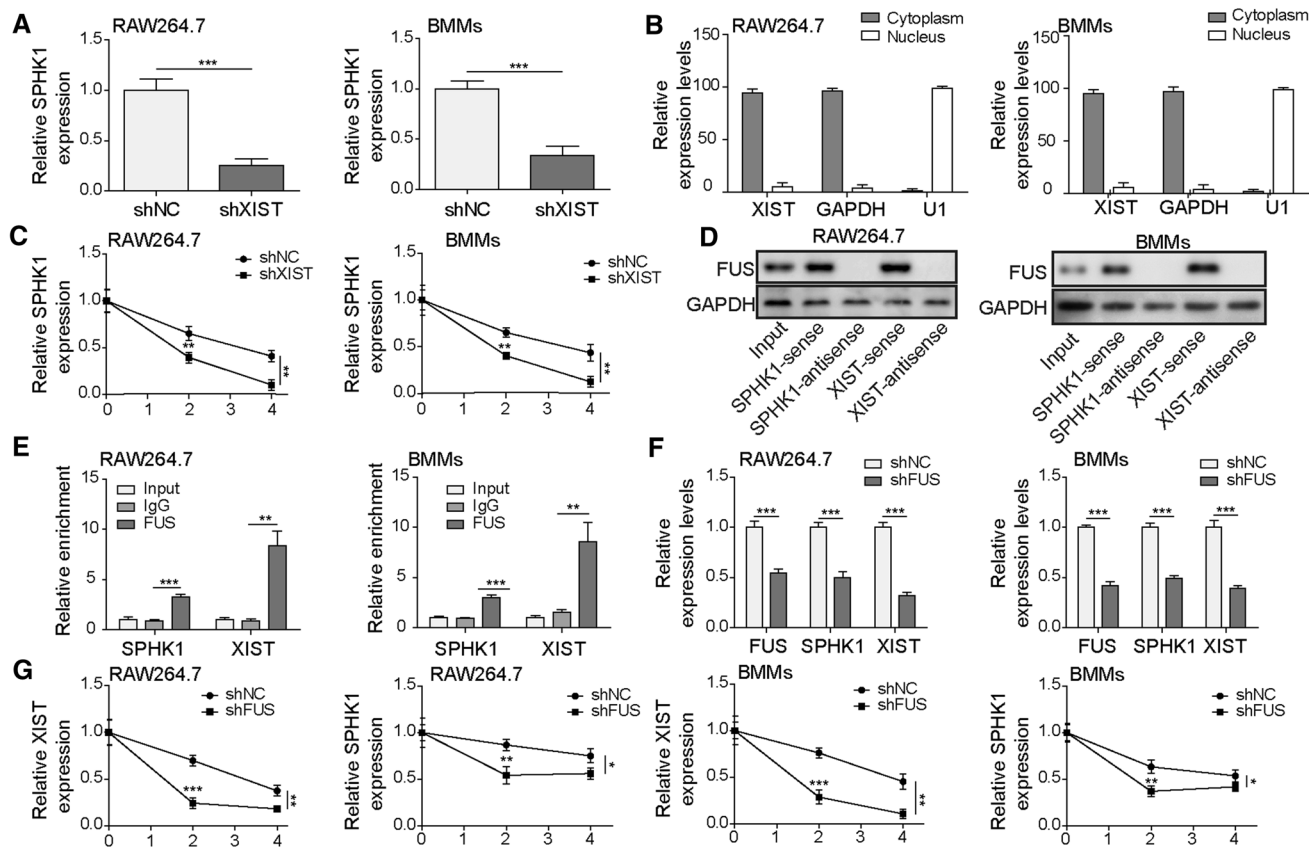 A
RAW264.7
Relative SPHK1
expression
1.5
1.0
0.5
0.0
***
shNC
shXIST
BMMs
Relative SPHK1
expression
1.5
1.0
0.5
0.0
***
shNC
shXIST
B
RAW264.7
Cytoplasm
Nucleus
Relative
expression levels
150
100
50
0
XIST
GAPDH
U1
BMMs
Cytoplasm
Nucleus
Relative
expression levels
150
100
50
0
XIST
GAPDH
U1
C
RAW264.7
shNC
shXIST
Relative SPHK1
expression
1.5
1.0
0.5
0.0
**
**
0 1 2 3 4
BMMs
shNC
shXIST
Relative SPHK1
expression
1.5
1.0
0.5
0.0
**
**
0 1 2 3 4
D
RAW264.7
FUS
GAPDH
Input
SPHK1-sense
SPHK1-antisense
XIST-sense
XIST-antisense
BMMs
FUS
GAPDH
Input
SPHK1-sense
SPHK1-antisense
XIST-sense
XIST-antisense
E
RAW264.7
Input
IgG
FUS
Relative enrichment
15
10
5
0
***
**
SPHK1
XIST
BMMs
Input
IgG
FUS
Relative enrichment
15
10
5
0
***
**
SPHK1
XIST
F
RAW264.7
shNC
shFUS
Relative
expression levels
1.5
1.0
0.5
0.0
***
***
***
FUS
SPHK1
XIST
BMMs
shNC
shFUS
Relative
expression levels
1.5
1.0
0.5
0.0
***
***
***
FUS
SPHK1
XIST
G
RAW264.7
shNC
shFUS
Relative XIST
expression
1.5
1.0
0.5
0.0
***
**
0 1 2 3 4
RAW264.7
shNC
shFUS
Relative SPHK1
expression
1.5
1.0
0.5
0.0
**
*
0 1 2 3 4
BMMs
shNC
shFUS
Relative XIST
expression
1.5
1.0
0.5
0.0
***
**
0 1 2 3 4
BMMs
shNC
shFUS
Relative SPHK1
expression
1.5
1.0
0.5
0.0
**
*
0 1 2 3 4